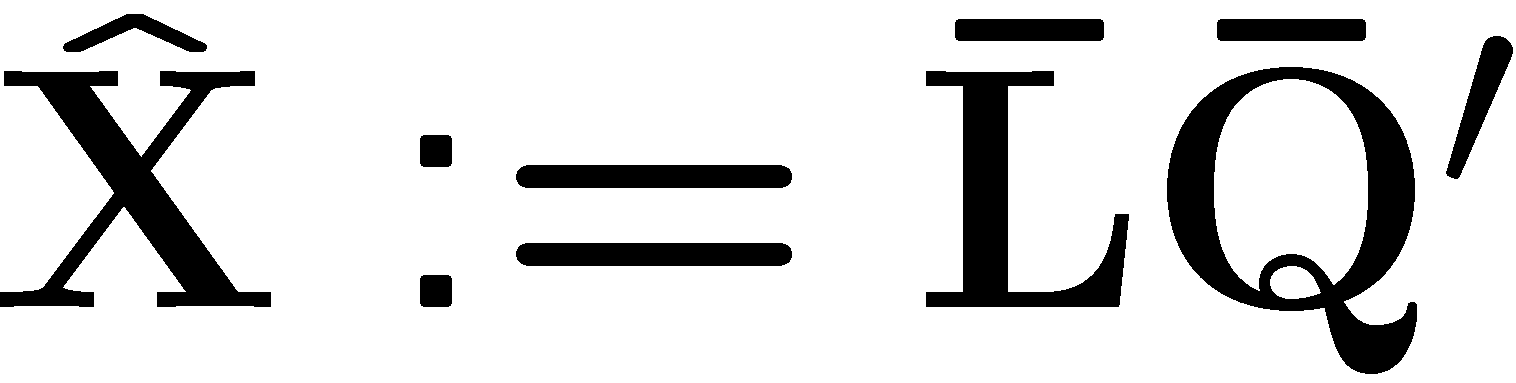 X̂ := L̄Q̄′